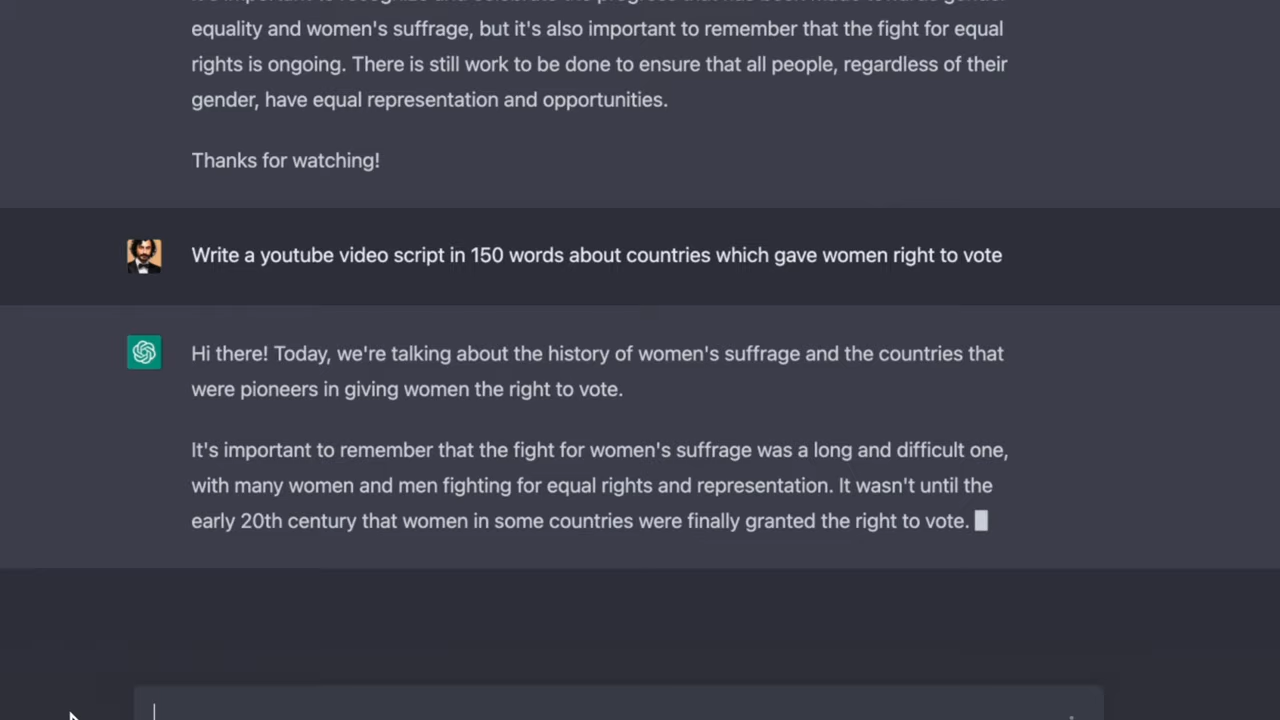 equality and women's suffrage, but it's also important to remember that the fight for equal
rights is ongoing. There is still work to be done to ensure that all people, regardless of their
gender, have equal representation and opportunities.
Thanks for watching!
Write a youtube video script in 150 words about countries which gave women right to vote
Hi there! Today, we're talking about the history of women's suffrage and the countries that
were pioneers in giving women the right to vote.
It's important to remember that the fight for women's suffrage was a long and difficult one,
with many women and men fighting for equal rights and representation. It wasn't until the
early 20th century that women in some countries were finally granted the right to vote.